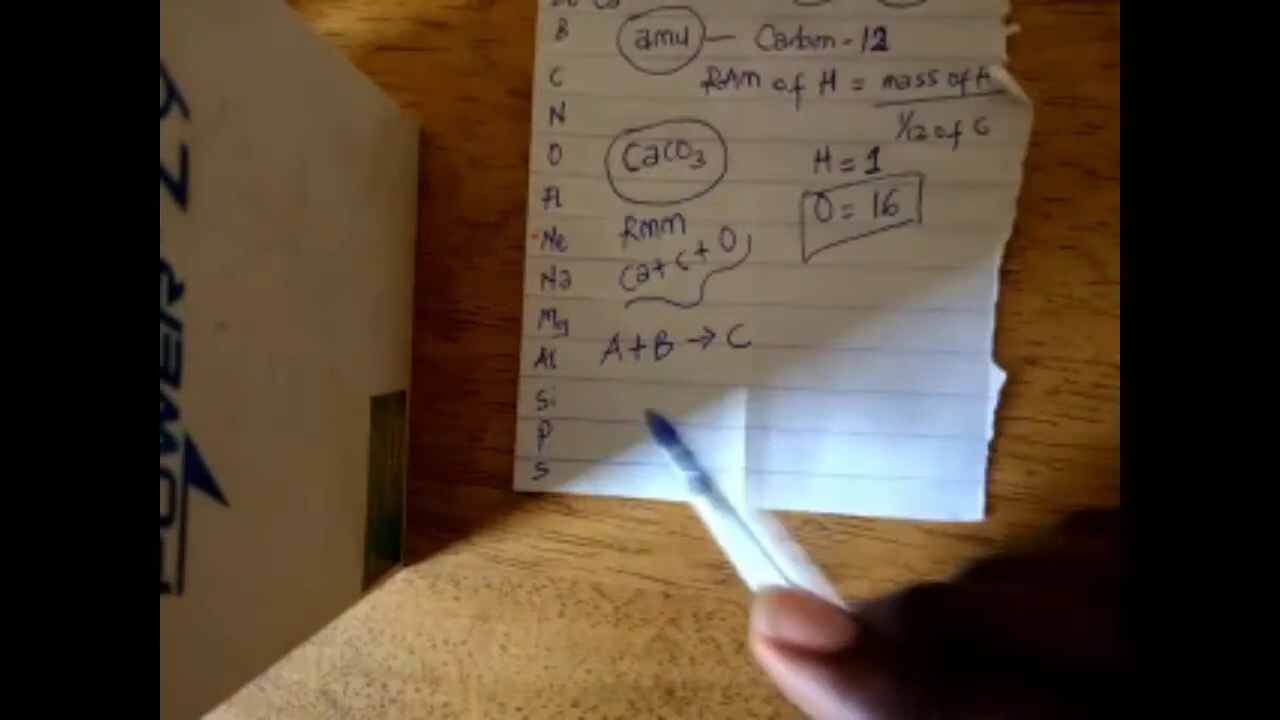 B
amu — Carbon-12
C
RAM of H = mass of H
N
1/12 of C
O
CaCO3
H = 1
O = 16
Fl
RMM
Ne
Ca + C + O
Na
Mg
A + B → C
Al
Si
P
S
POWER